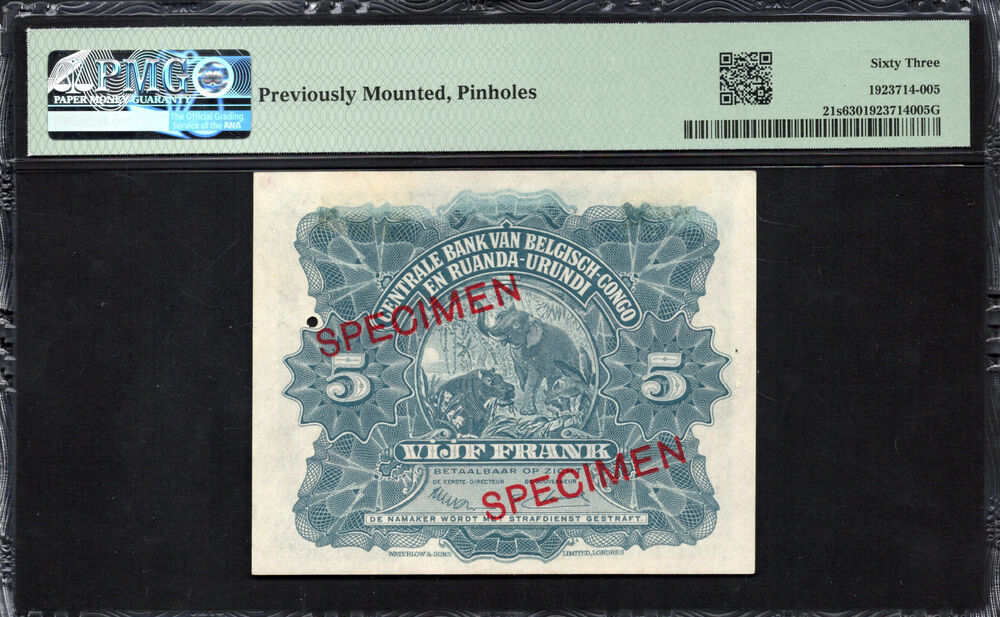 PMG
PAPER MONEY GUARANTY
The Official Grading
Service of the ANA
Previously Mounted, Pinholes
Sixty Three
1923714-005
21s6301923714005G
CENTRALE BANK VAN BELGISCH-CONGO
EN RUANDA-URUNDI
SPECIMEN
5 5
VIJF FRANK
BETAALBAAR OP
DE EERSTE-DIRECTEUR DE GOUVERNEUR
SPECIMEN
DE NAMAKER WORDT MET STRAFDIENST GESTRAFT.
WATERLOW & SONS LIMITED, LONDRES